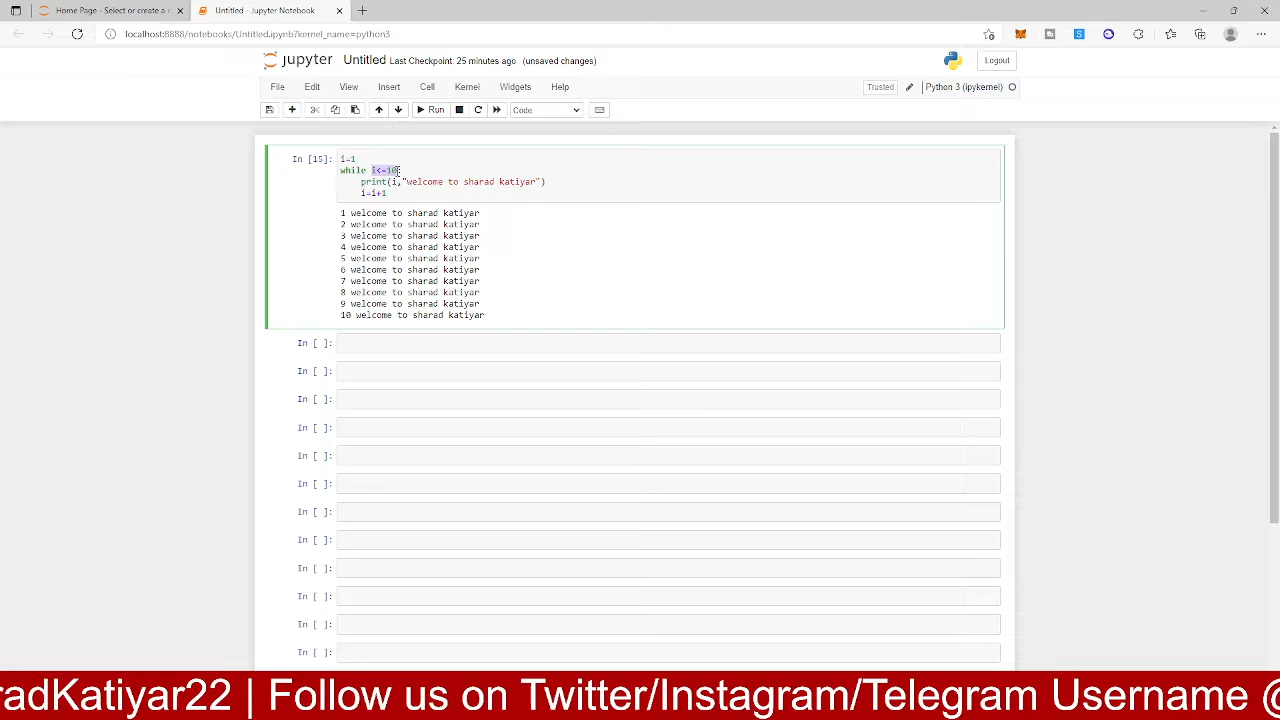 Home Page - Select or create a n
Untitled - Jupyter Notebook
localhost:8888/notebooks/Untitled.ipynb?kernel_name=python3
jupyter Untitled Last Checkpoint: 25 minutes ago (unsaved changes)
Logout
File Edit View Insert Cell Kernel Widgets Help
Trusted
Python 3 (ipykernel)
Run
Code
In [15]:
i=1
while i<=10:
print(i,"welcome to sharad katiyar")
i=i+1
1 welcome to sharad katiyar
2 welcome to sharad katiyar
3 welcome to sharad katiyar
4 welcome to sharad katiyar
5 welcome to sharad katiyar
6 welcome to sharad katiyar
7 welcome to sharad katiyar
8 welcome to sharad katiyar
9 welcome to sharad katiyar
10 welcome to sharad katiyar
In [ ]:
In [ ]:
In [ ]:
In [ ]:
In [ ]:
In [ ]:
In [ ]:
In [ ]:
In [ ]:
In [ ]:
In [ ]:
In [ ]:
radKatiyar22 | Follow us on Twitter/Instagram/Telegram Username @